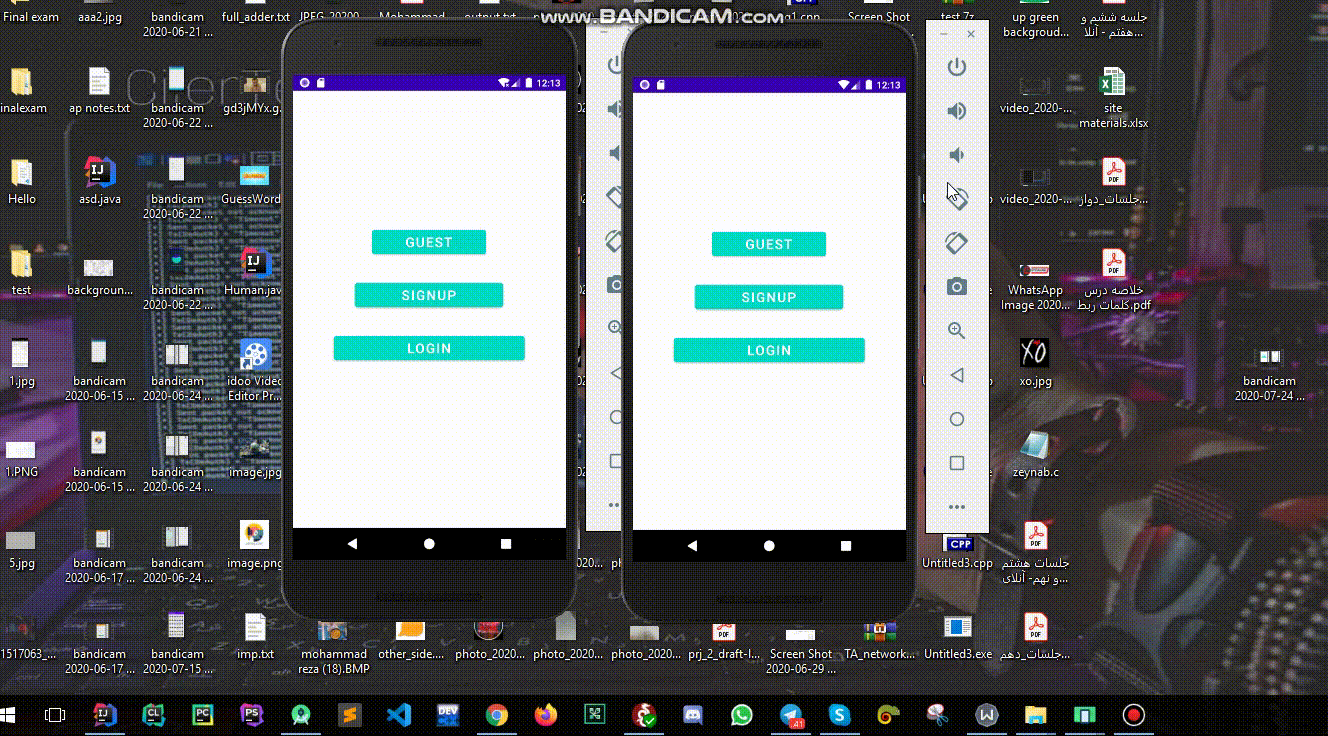 www.BANDICAM.com
Final exam
aaa2.jpg
bandicam
2020-06-21 ...
full_adder.txt
JPEG_20200...
Mohammad...
output.txt
g1.cpp
Screen Shot
test.7z
up green
backgroud...
جلسه ششم و
هفتم - آنلا...
12:13
12:13
inalexam
ap notes.txt
bandicam
2020-06-22 ...
gd3jMYx.g...
video_2020-...
site
materials.xlsx
Hello
asd.java
bandicam
2020-06-22 ...
GuessWord
video_2020-...
جلسات_دواز...
GUEST
SIGNUP
LOGIN
GUEST
SIGNUP
LOGIN
test
backgroun...
bandicam
2020-06-22 ...
Human.jav
WhatsApp
Image 2020...
خلاصه درس
کلمات ربط.pdf
1.jpg
bandicam
2020-06-15 ...
bandicam
2020-06-24 ...
idoo Video
Editor Pr...
xo.jpg
bandicam
2020-07-24 ...
1.PNG
bandicam
2020-06-15 ...
bandicam
2020-06-24 ...
image.jpg
zeynab.c
5.jpg
bandicam
2020-06-17 ...
bandicam
2020-06-24 ...
image.png
CPP
Untitled3.cpp
جلسات هشتم
و نهم- آنلای...
1517063_...
bandicam
2020-06-17 ...
bandicam
2020-07-15 ...
imp.txt
mohammad
reza (18).BMP
other_side....
photo_2020...
photo_2020...
photo_2020...
prj_2_draft-I...
Screen Shot
2020-06-29 ...
TA_network...
Untitled3.exe
جلسات_دهم...
41